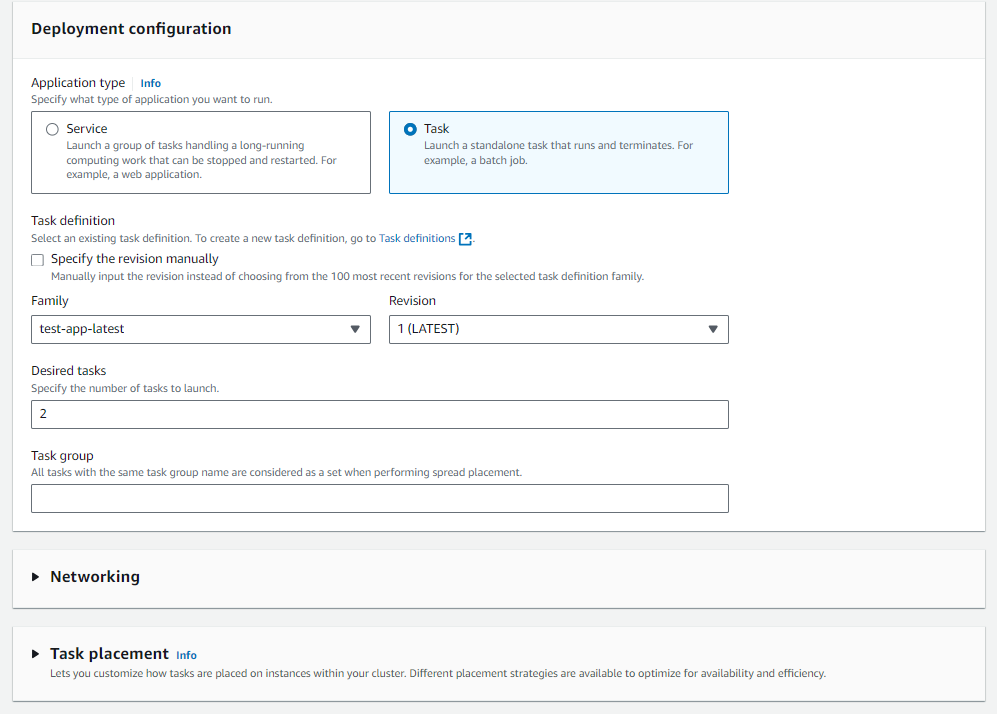 Deployment configuration
Application type Info
Specify what type of application you want to run.
Service
Launch a group of tasks handling a long-running
computing work that can be stopped and restarted. For
example, a web application.
Task
Launch a standalone task that runs and terminates. For
example, a batch job.
Task definition
Select an existing task definition. To create a new task definition, go to Task definitions.
Specify the revision manually
Manually input the revision instead of choosing from the 100 most recent revisions for the selected task definition family.
Family
Revision
test-app-latest
1 (LATEST)
Desired tasks
Specify the number of tasks to launch.
2
Task group
All tasks with the same task group name are considered as a set when performing spread placement.
Networking
Task placement Info
Lets you customize how tasks are placed on instances within your cluster. Different placement strategies are available to optimize for availability and efficiency.